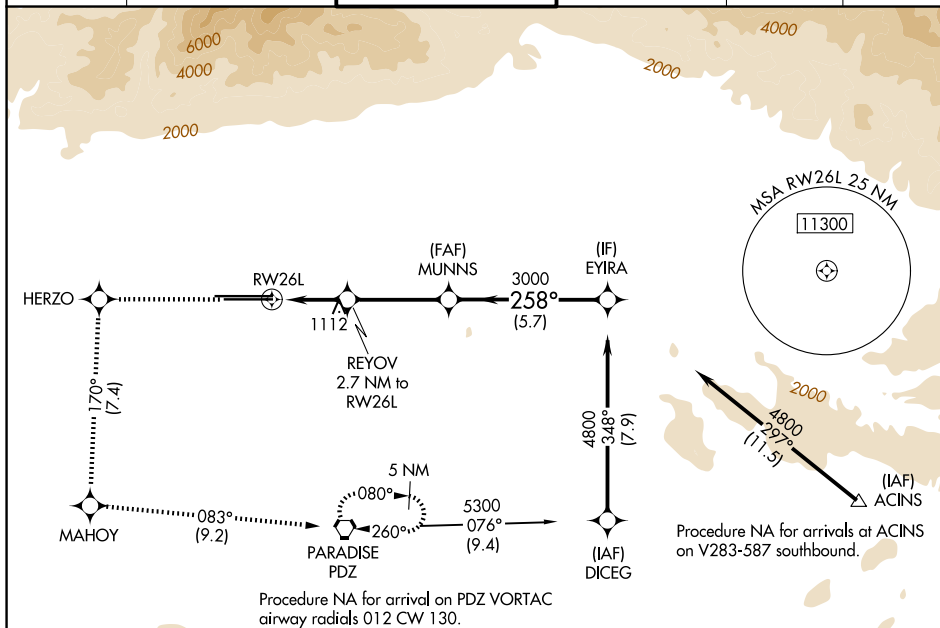 6000
4000
2000
4000
2000
MSA RW26L 25 NM
11300
(FAF)
MUNNS
(IF)
EYIRA
3000
258°
(5.7)
HERZO
RW26L
1112
REYOV
2.7 NM to
RW26L
170°
(7.4)
4800
348°
(7.9)
2000
4800
297°
(11.5)
(IAF)
ACINS
Procedure NA for arrivals at ACINS
on V283-587 southbound.
5 NM
080°
260°
MAHOY
083°
(9.2)
PARADISE
PDZ
5300
076°
(9.4)
(IAF)
DICEG
Procedure NA for arrival on PDZ VORTAC
airway radials 012 CW 130.